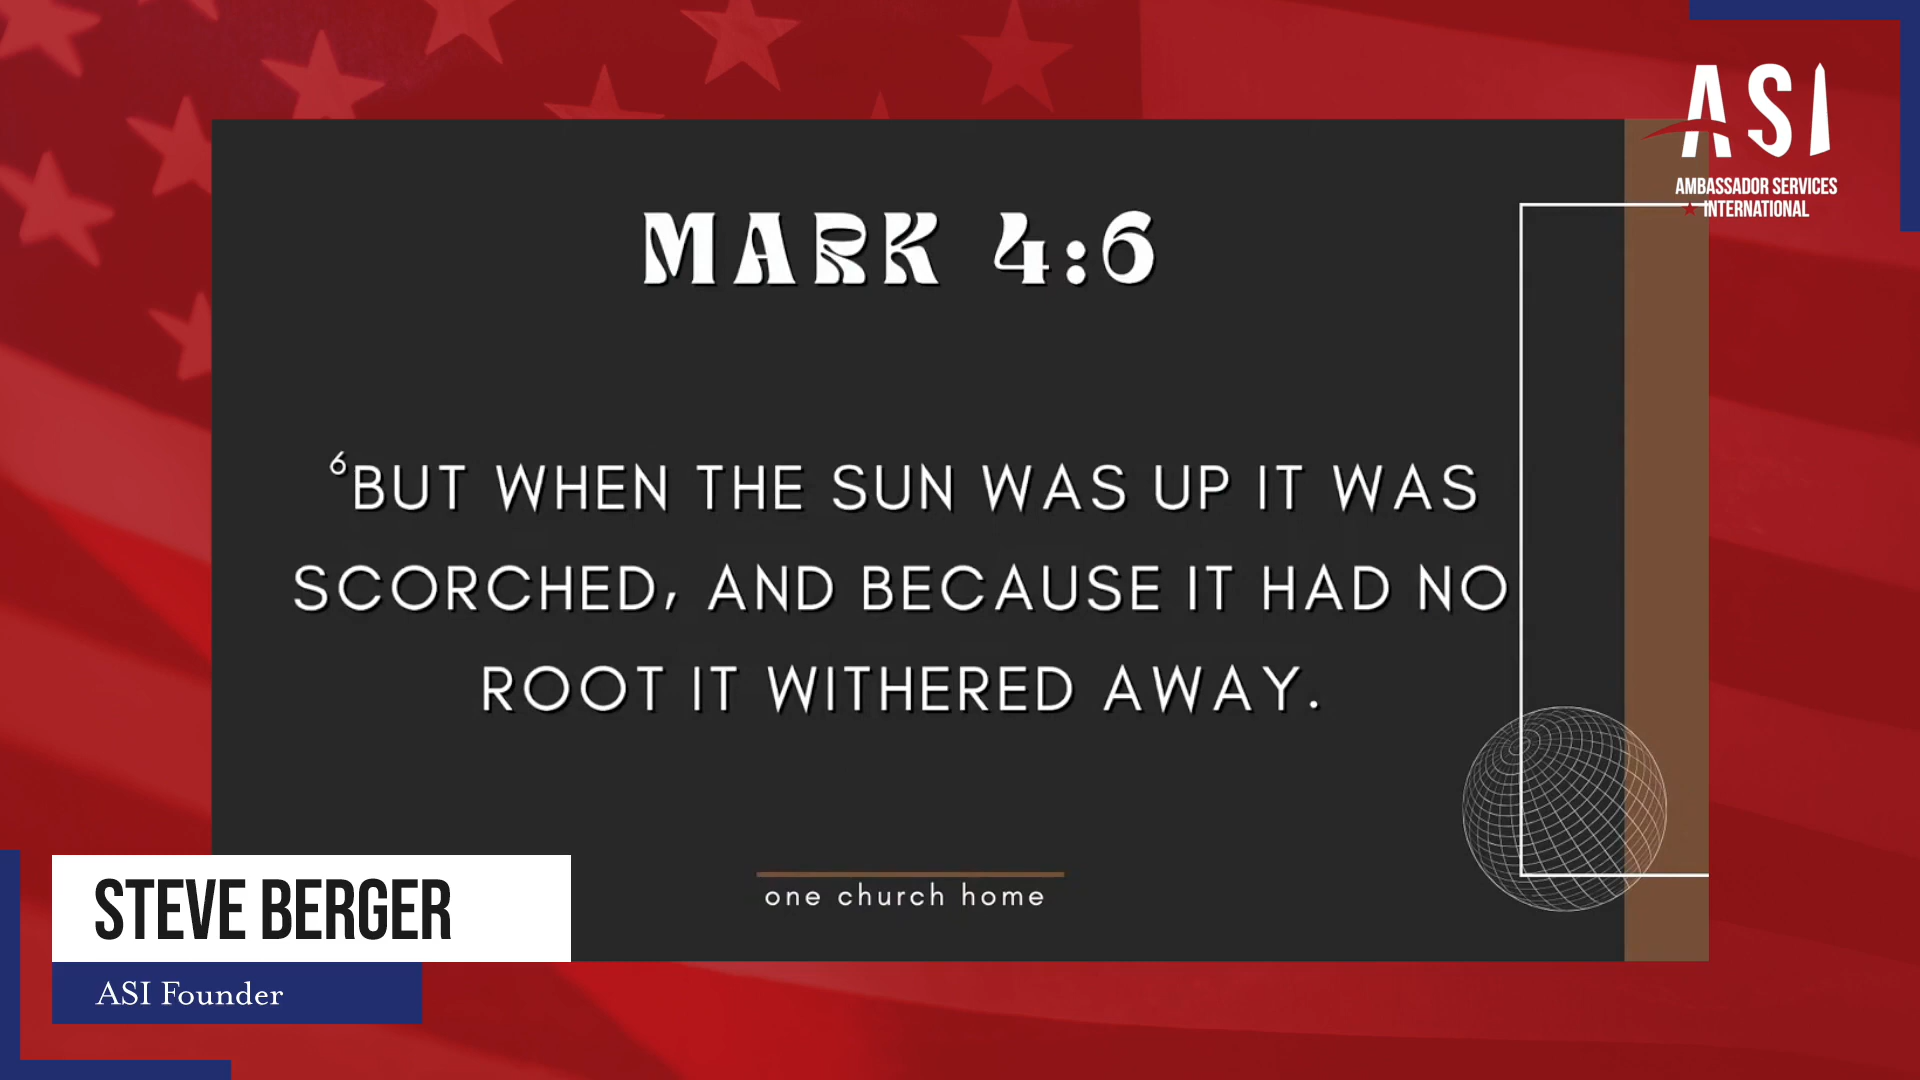 ASI
AMBASSADOR SERVICES
INTERNATIONAL
MARK 4:6
⁶BUT WHEN THE SUN WAS UP IT WAS
SCORCHED, AND BECAUSE IT HAD NO
ROOT IT WITHERED AWAY.
one church home
STEVE BERGER
ASI Founder